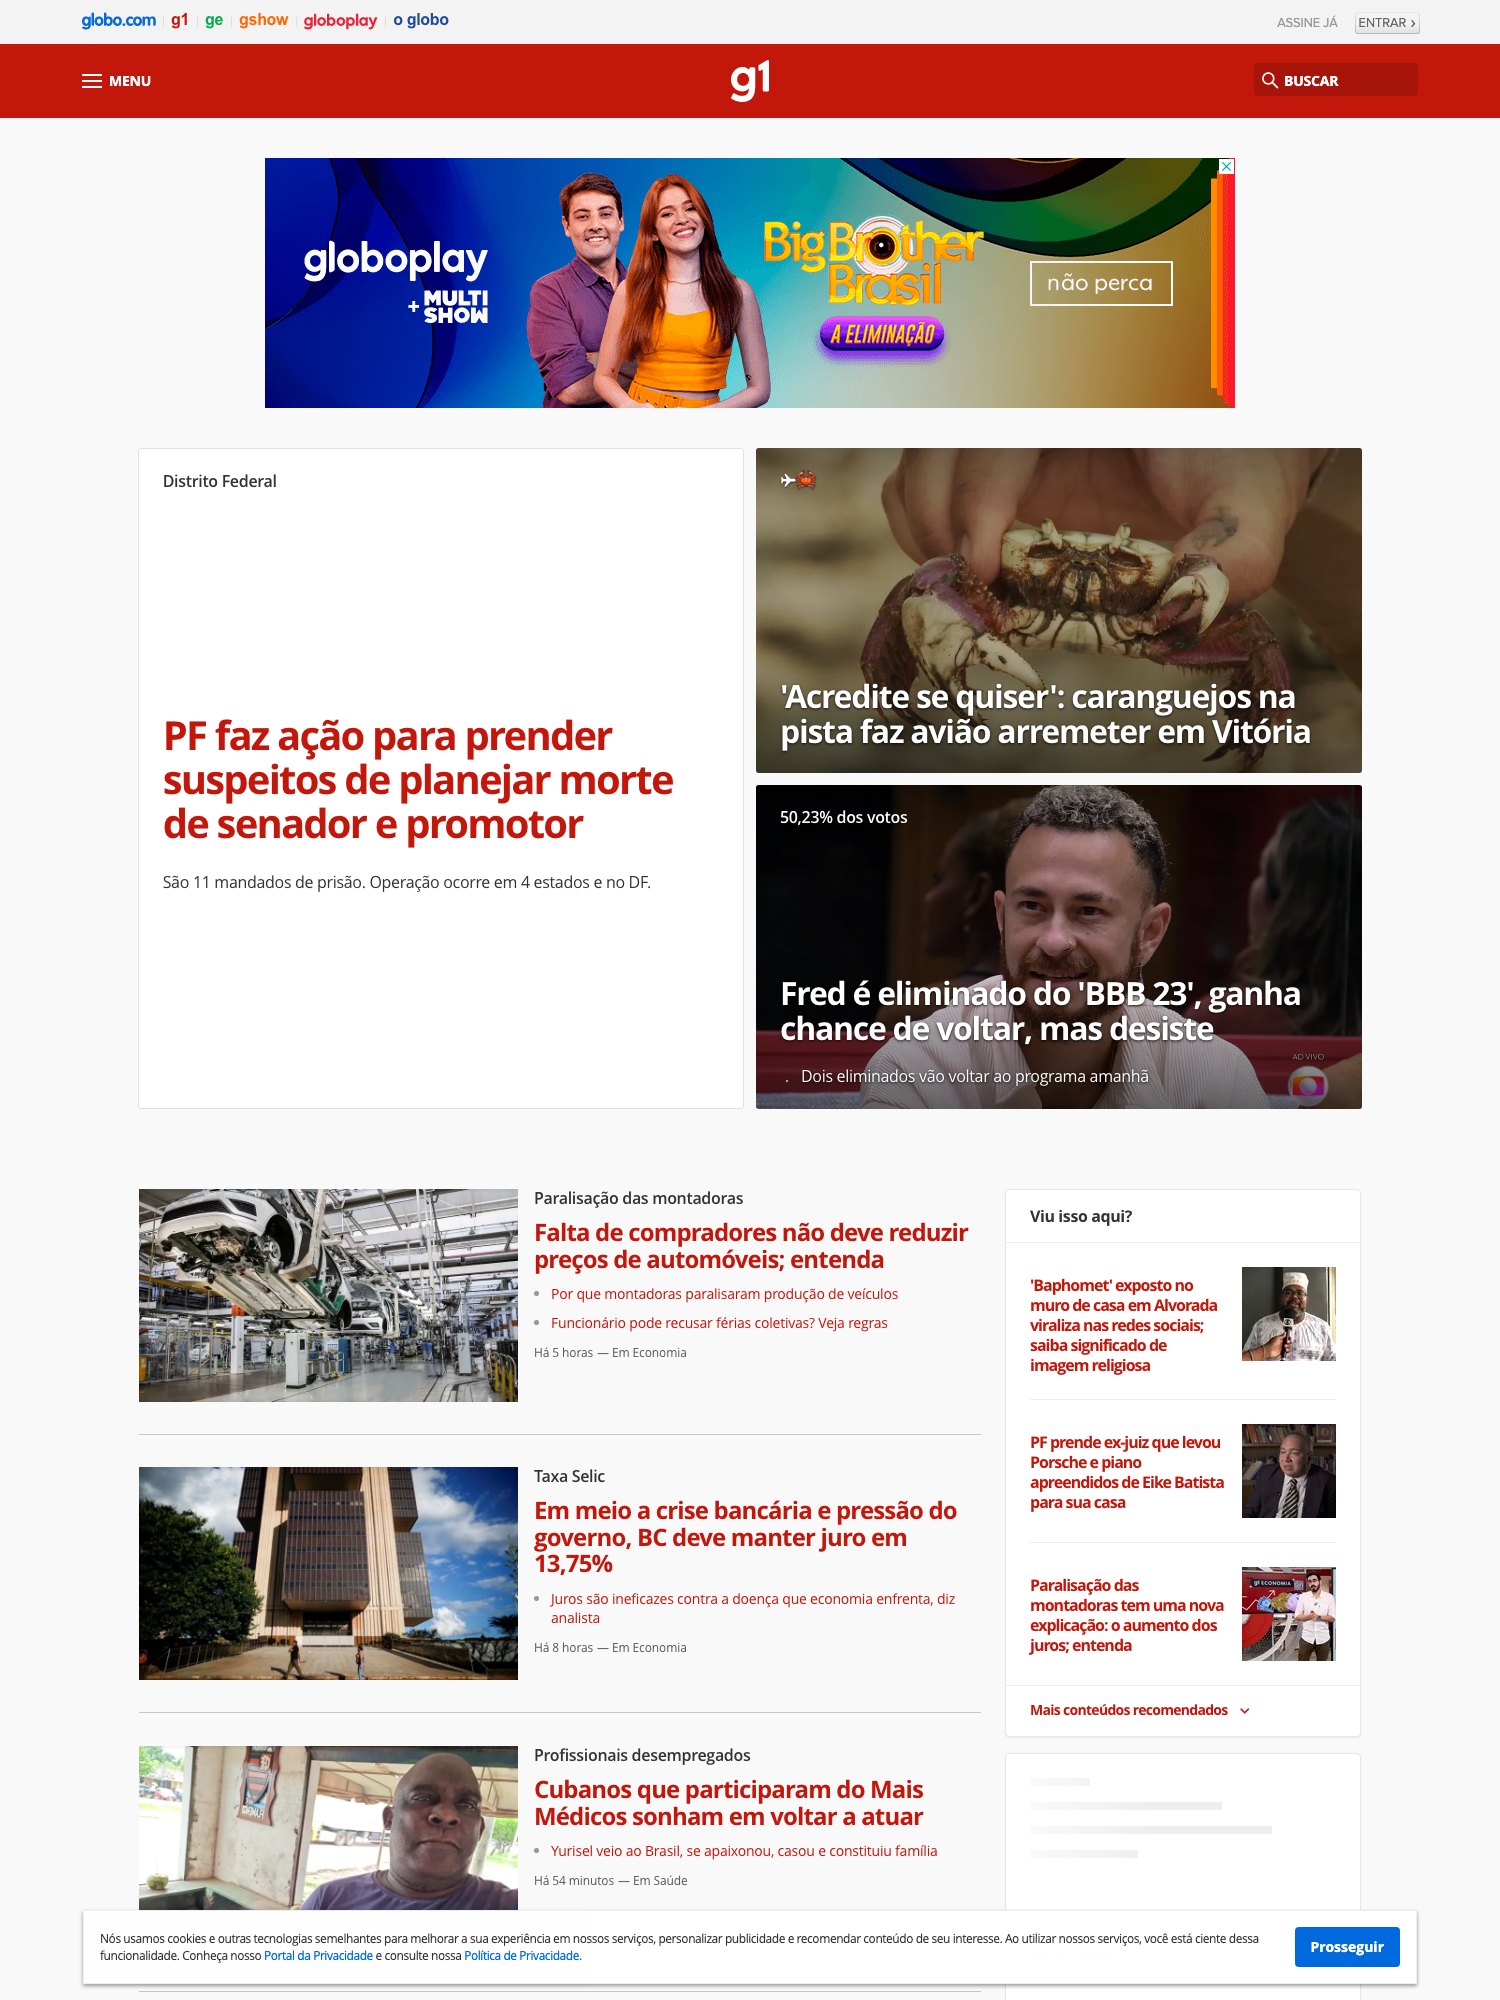 globo.com g1 ge gshow globoplay o globo
ASSINE JÁ ENTRAR ›
MENU
g1
BUSCAR
globoplay
+ MULTI
SHOW
Big Brother
Brasil
A ELIMINAÇÃO
não perca
Distrito Federal
PF faz ação para prender
suspeitos de planejar morte
de senador e promotor
São 11 mandados de prisão. Operação ocorre em 4 estados e no DF.
✈🦀
'Acredite se quiser': caranguejos na
pista faz avião arremeter em Vitória
50,23% dos votos
Fred é eliminado do 'BBB 23', ganha
chance de voltar, mas desiste
. Dois eliminados vão voltar ao programa amanhã
AO VIVO
Paralisação das montadoras
Falta de compradores não deve reduzir
preços de automóveis; entenda
• Por que montadoras paralisaram produção de veículos
• Funcionário pode recusar férias coletivas? Veja regras
Há 5 horas — Em Economia
Taxa Selic
Em meio a crise bancária e pressão do
governo, BC deve manter juro em
13,75%
• Juros são ineficazes contra a doença que economia enfrenta, diz
analista
Há 8 horas — Em Economia
Profissionais desempregados
Cubanos que participaram do Mais
Médicos sonham em voltar a atuar
• Yurisel veio ao Brasil, se apaixonou, casou e constituiu família
Há 54 minutos — Em Saúde
Viu isso aqui?
'Baphomet' exposto no
muro de casa em Alvorada
viraliza nas redes sociais;
saiba significado de
imagem religiosa
PF prende ex-juiz que levou
Porsche e piano
apreendidos de Eike Batista
para sua casa
Paralisação das
montadoras tem uma nova
explicação: o aumento dos
juros; entenda
g1 ECONOMIA
Mais conteúdos recomendados
Nós usamos cookies e outras tecnologias semelhantes para melhorar a sua experiência em nossos serviços, personalizar publicidade e recomendar conteúdo de seu interesse. Ao utilizar nossos serviços, você está ciente dessa
funcionalidade. Conheça nosso Portal da Privacidade e consulte nossa Política de Privacidade.
Prosseguir